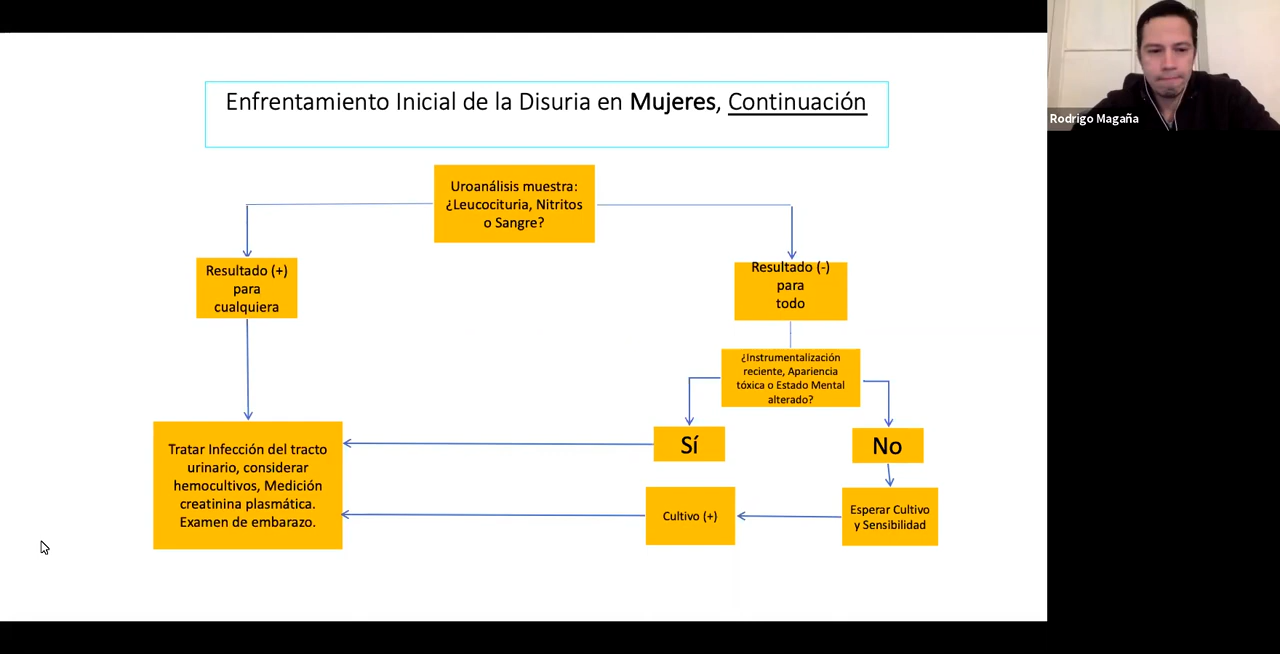 Enfrentamiento Inicial de la Disuria en Mujeres, Continuación
Rodrigo Magaña
Uroanálisis muestra:
¿Leucocituria, Nitritos
o Sangre?
Resultado (+)
para
cualquiera
Resultado (-)
para
todo
¿Instrumentalización
reciente, Apariencia
tóxica o Estado Mental
alterado?
Sí
No
Tratar Infección del tracto
urinario, considerar
hemocultivos, Medición
creatinina plasmática.
Examen de embarazo.
Cultivo (+)
Esperar Cultivo
y Sensibilidad